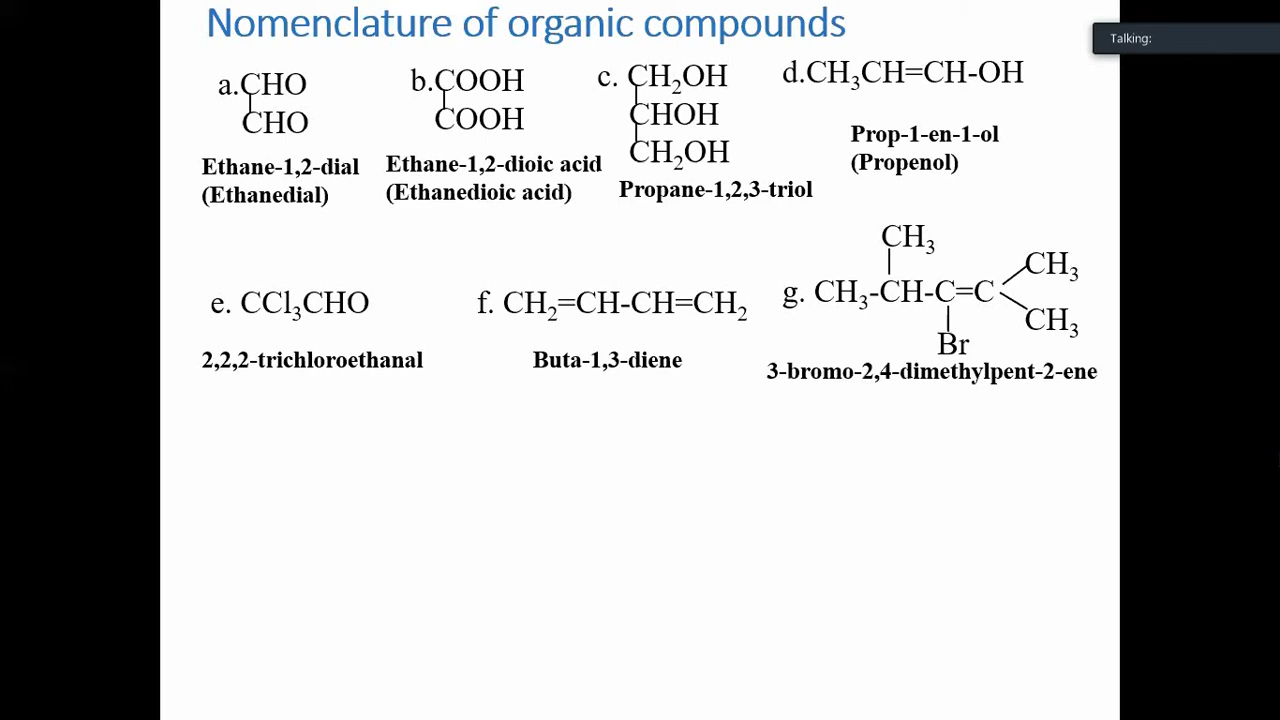 Nomenclature of organic compounds
Talking:
a.CHO
CHO
Ethane-1,2-dial
(Ethanedial)
b.COOH
COOH
Ethane-1,2-dioic acid
(Ethanedioic acid)
c. CH₂OH
CHOH
CH₂OH
Propane-1,2,3-triol
d.CH₃CH=CH-OH
Prop-1-en-1-ol
(Propenol)
e. CCl₃CHO
2,2,2-trichloroethanal
f. CH₂=CH-CH=CH₂
Buta-1,3-diene
CH₃
CH₃
g. CH₃-CH-C=C
CH₃
Br
3-bromo-2,4-dimethylpent-2-ene